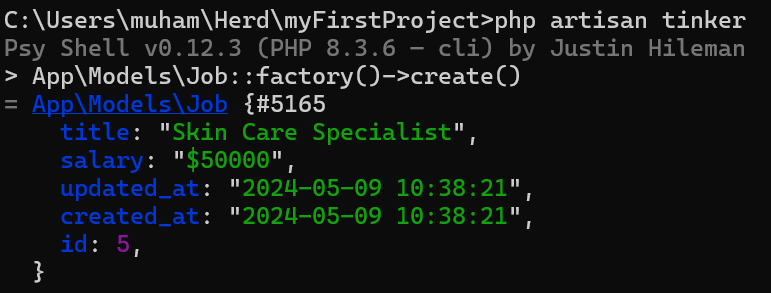 C:\Users\muham\Herd\myFirstProject>php artisan tinker
Psy Shell v0.12.3 (PHP 8.3.6 — cli) by Justin Hileman
> App\Models\Job::factory()->create()
= App\Models\Job {#5165
title: "Skin Care Specialist",
salary: "$50000",
updated_at: "2024-05-09 10:38:21",
created_at: "2024-05-09 10:38:21",
id: 5,
}